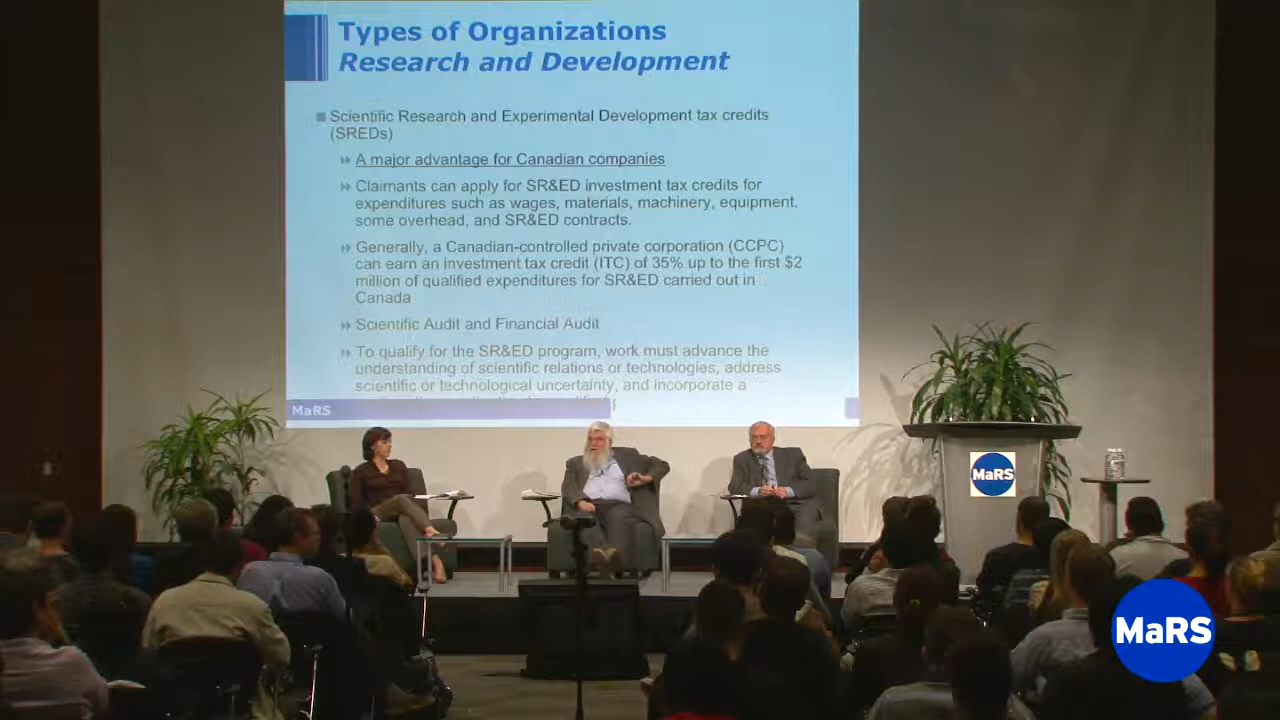 Types of Organizations
Research and Development
Scientific Research and Experimental Development tax credits
(SREDs)
A major advantage for Canadian companies
Claimants can apply for SR&ED investment tax credits for
expenditures such as wages, materials, machinery, equipment,
some overhead, and SR&ED contracts.
Generally, a Canadian-controlled private corporation (CCPC)
can earn an investment tax credit (ITC) of 35% up to the first $2
million of qualified expenditures for SR&ED carried out in
Canada
Scientific Audit and Financial Audit
To qualify for the SR&ED program, work must advance the
understanding of scientific relations or technologies, address
scientific or technological uncertainty, and incorporate a
MaRS
MaRS
MaRS